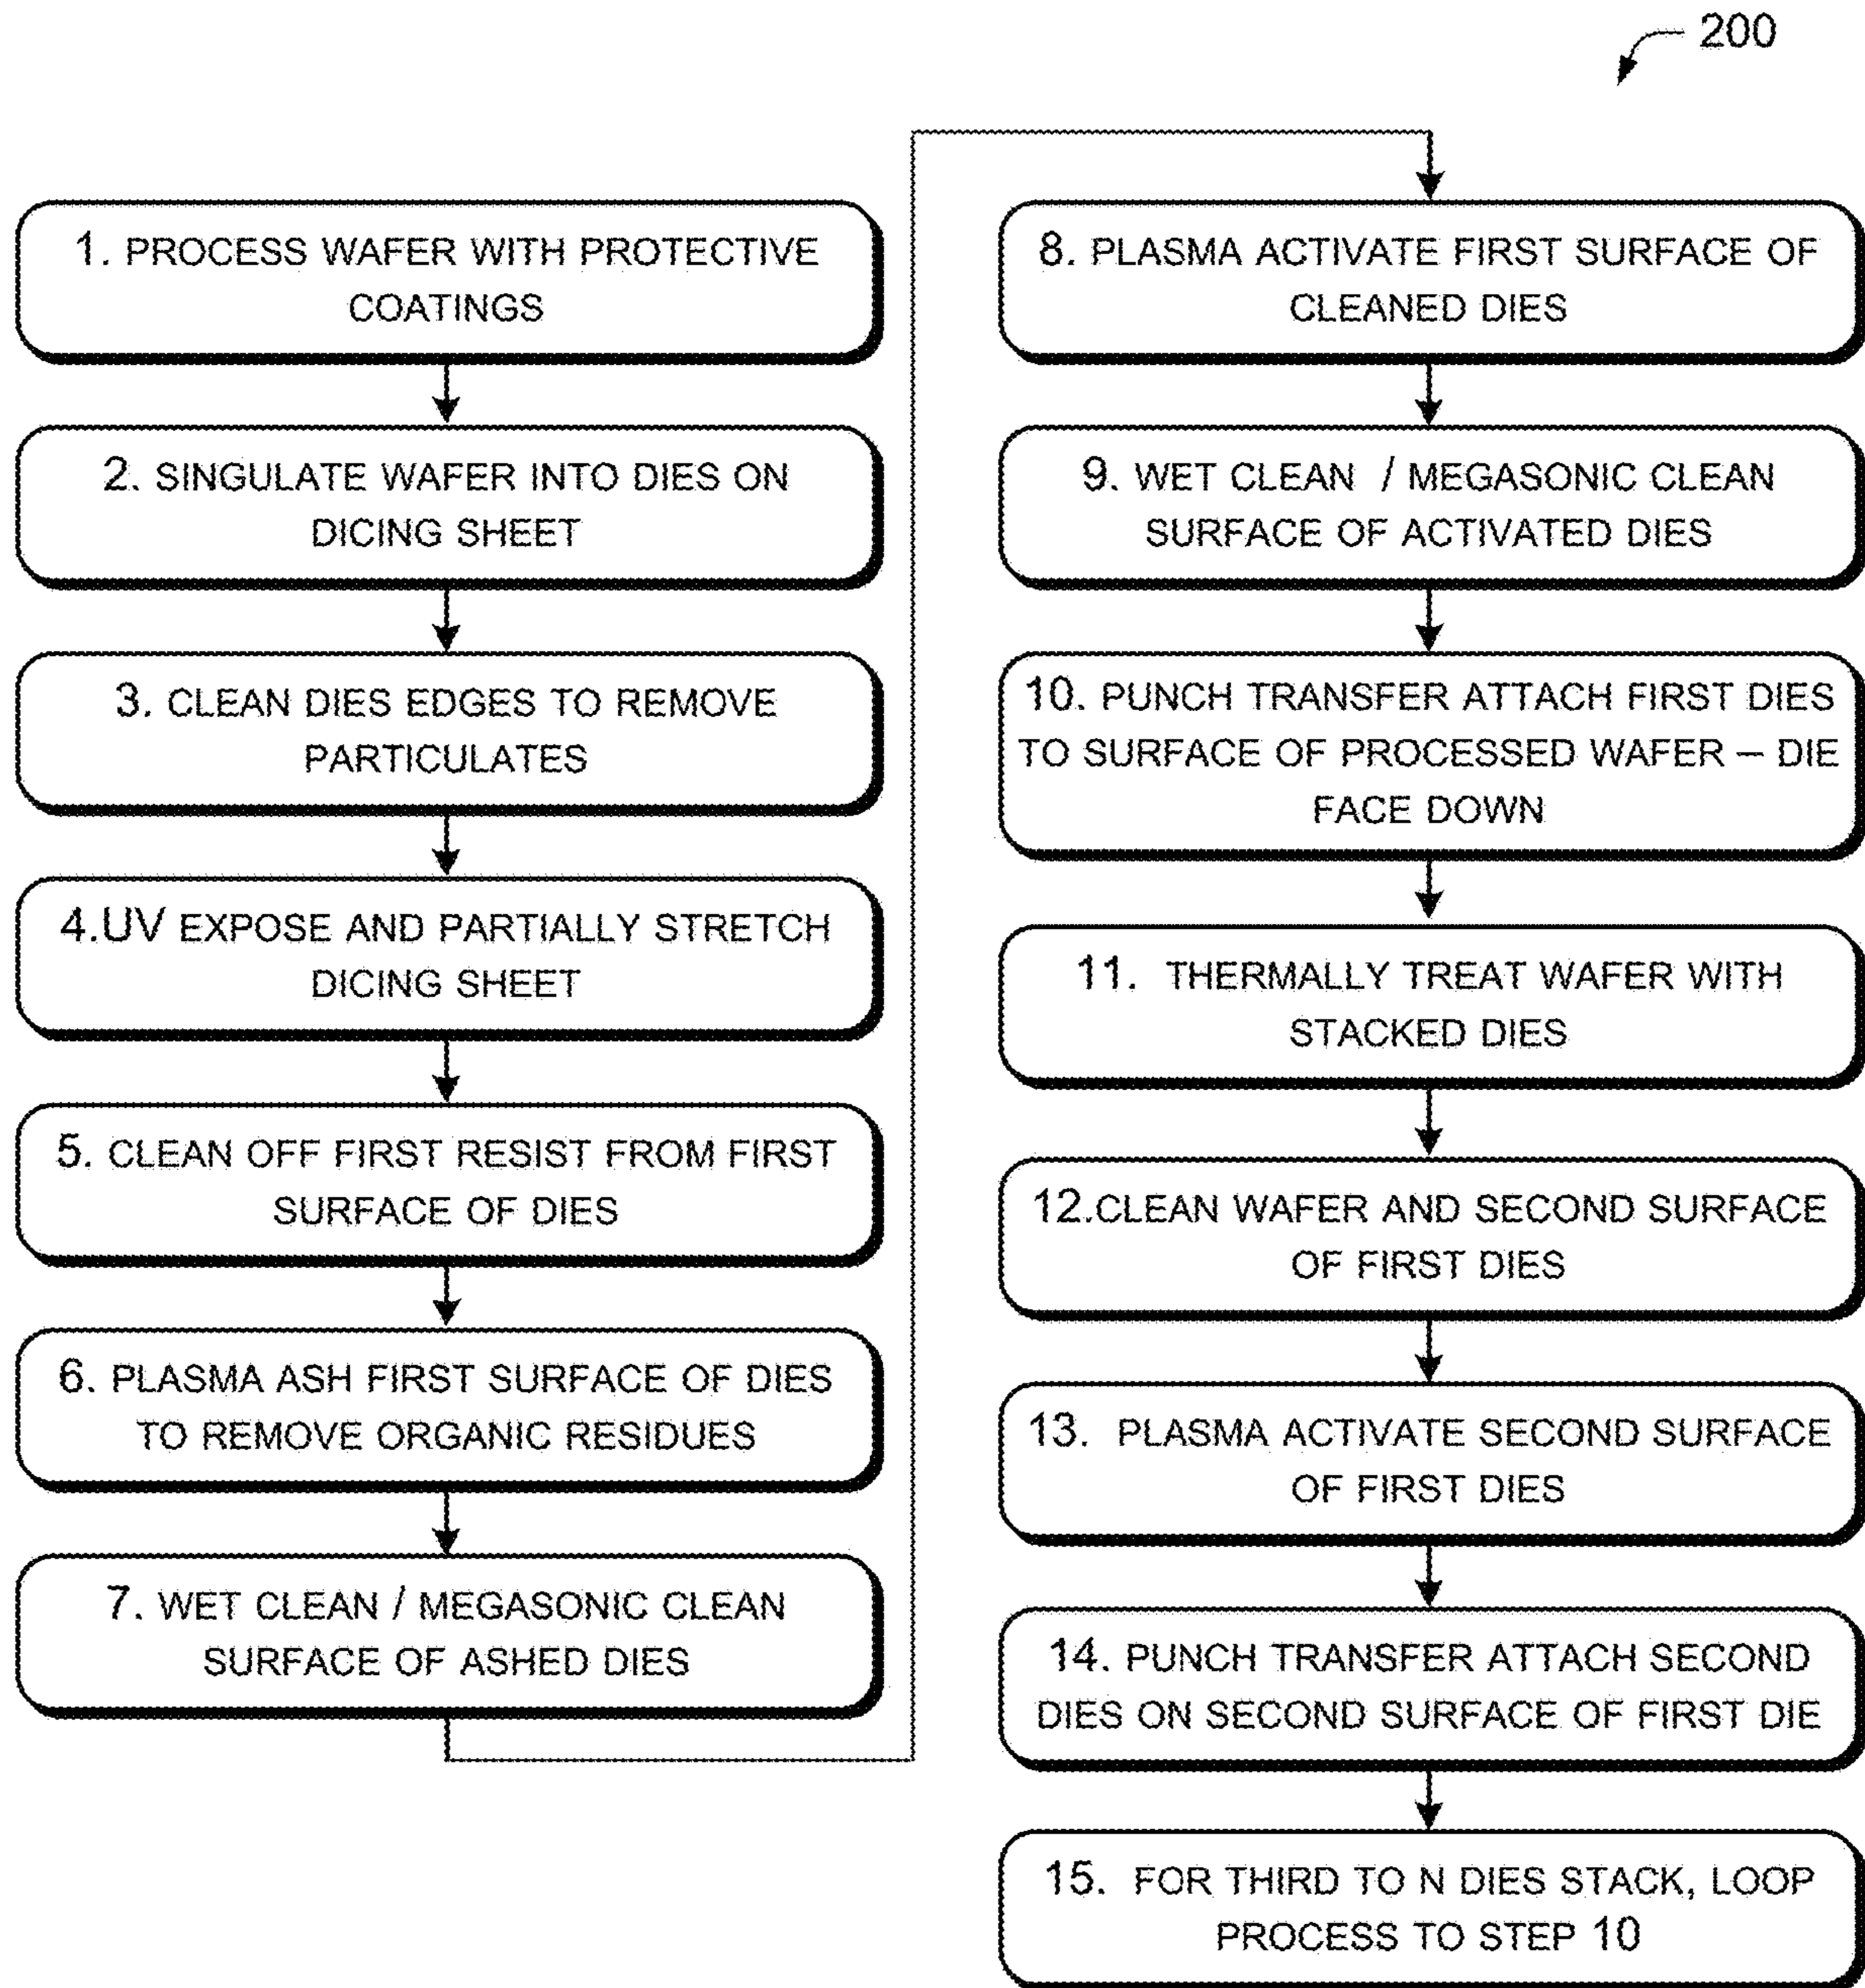 200
1. PROCESS WAFER WITH PROTECTIVE
COATINGS
2. SINGULATE WAFER INTO DIES ON
DICING SHEET
3. CLEAN DIES EDGES TO REMOVE
PARTICULATES
4.UV EXPOSE AND PARTIALLY STRETCH
DICING SHEET
5. CLEAN OFF FIRST RESIST FROM FIRST
SURFACE OF DIES
6. PLASMA ASH FIRST SURFACE OF DIES
TO REMOVE ORGANIC RESIDUES
7. WET CLEAN / MEGASONIC CLEAN
SURFACE OF ASHED DIES
8. PLASMA ACTIVATE FIRST SURFACE OF
CLEANED DIES
9. WET CLEAN / MEGASONIC CLEAN
SURFACE OF ACTIVATED DIES
10. PUNCH TRANSFER ATTACH FIRST DIES
TO SURFACE OF PROCESSED WAFER – DIE
FACE DOWN
11. THERMALLY TREAT WAFER WITH
STACKED DIES
12.CLEAN WAFER AND SECOND SURFACE
OF FIRST DIES
13. PLASMA ACTIVATE SECOND SURFACE
OF FIRST DIES
14. PUNCH TRANSFER ATTACH SECOND
DIES ON SECOND SURFACE OF FIRST DIE
15. FOR THIRD TO N DIES STACK, LOOP
PROCESS TO STEP 10